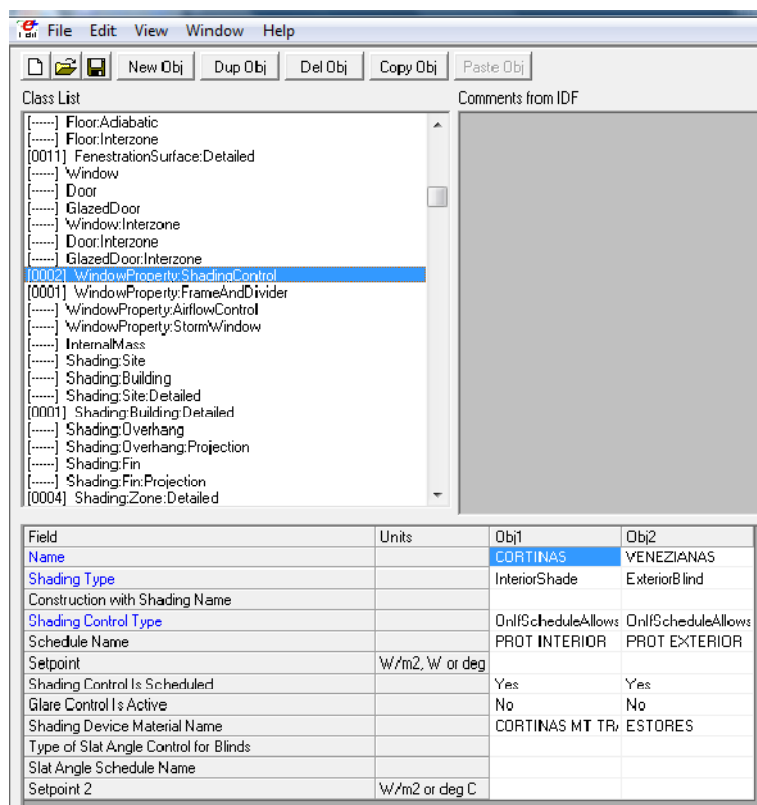 File Edit View Window Help
New Obj Dup Obj Del Obj Copy Obj Paste Obj
Class List Comments from IDF
[------] Floor:Adiabatic
[------] Floor:Interzone
[0011] FenestrationSurface:Detailed
[------] Window
[------] Door
[------] GlazedDoor
[------] Window:Interzone
[------] Door:Interzone
[------] GlazedDoor:Interzone
[0002] WindowProperty:ShadingControl
[0001] WindowProperty:FrameAndDivider
[------] WindowProperty:AirflowControl
[------] WindowProperty:StormWindow
[------] InternalMass
[------] Shading:Site
[------] Shading:Building
[------] Shading:Site:Detailed
[0001] Shading:Building:Detailed
[------] Shading:Overhang
[------] Shading:Overhang:Projection
[------] Shading:Fin
[------] Shading:Fin:Projection
[0004] Shading:Zone:Detailed
Field Units Obj1 Obj2
Name CORTINAS VENEZIANAS
Shading Type InteriorShade ExteriorBlind
Construction with Shading Name
Shading Control Type OnIfScheduleAllows OnIfScheduleAllows
Schedule Name PROT INTERIOR PROT EXTERIOR
Setpoint W/m2, W or deg
Shading Control Is Scheduled Yes Yes
Glare Control Is Active No No
Shading Device Material Name CORTINAS MT TRA ESTORES
Type of Slat Angle Control for Blinds
Slat Angle Schedule Name
Setpoint 2 W/m2 or deg C